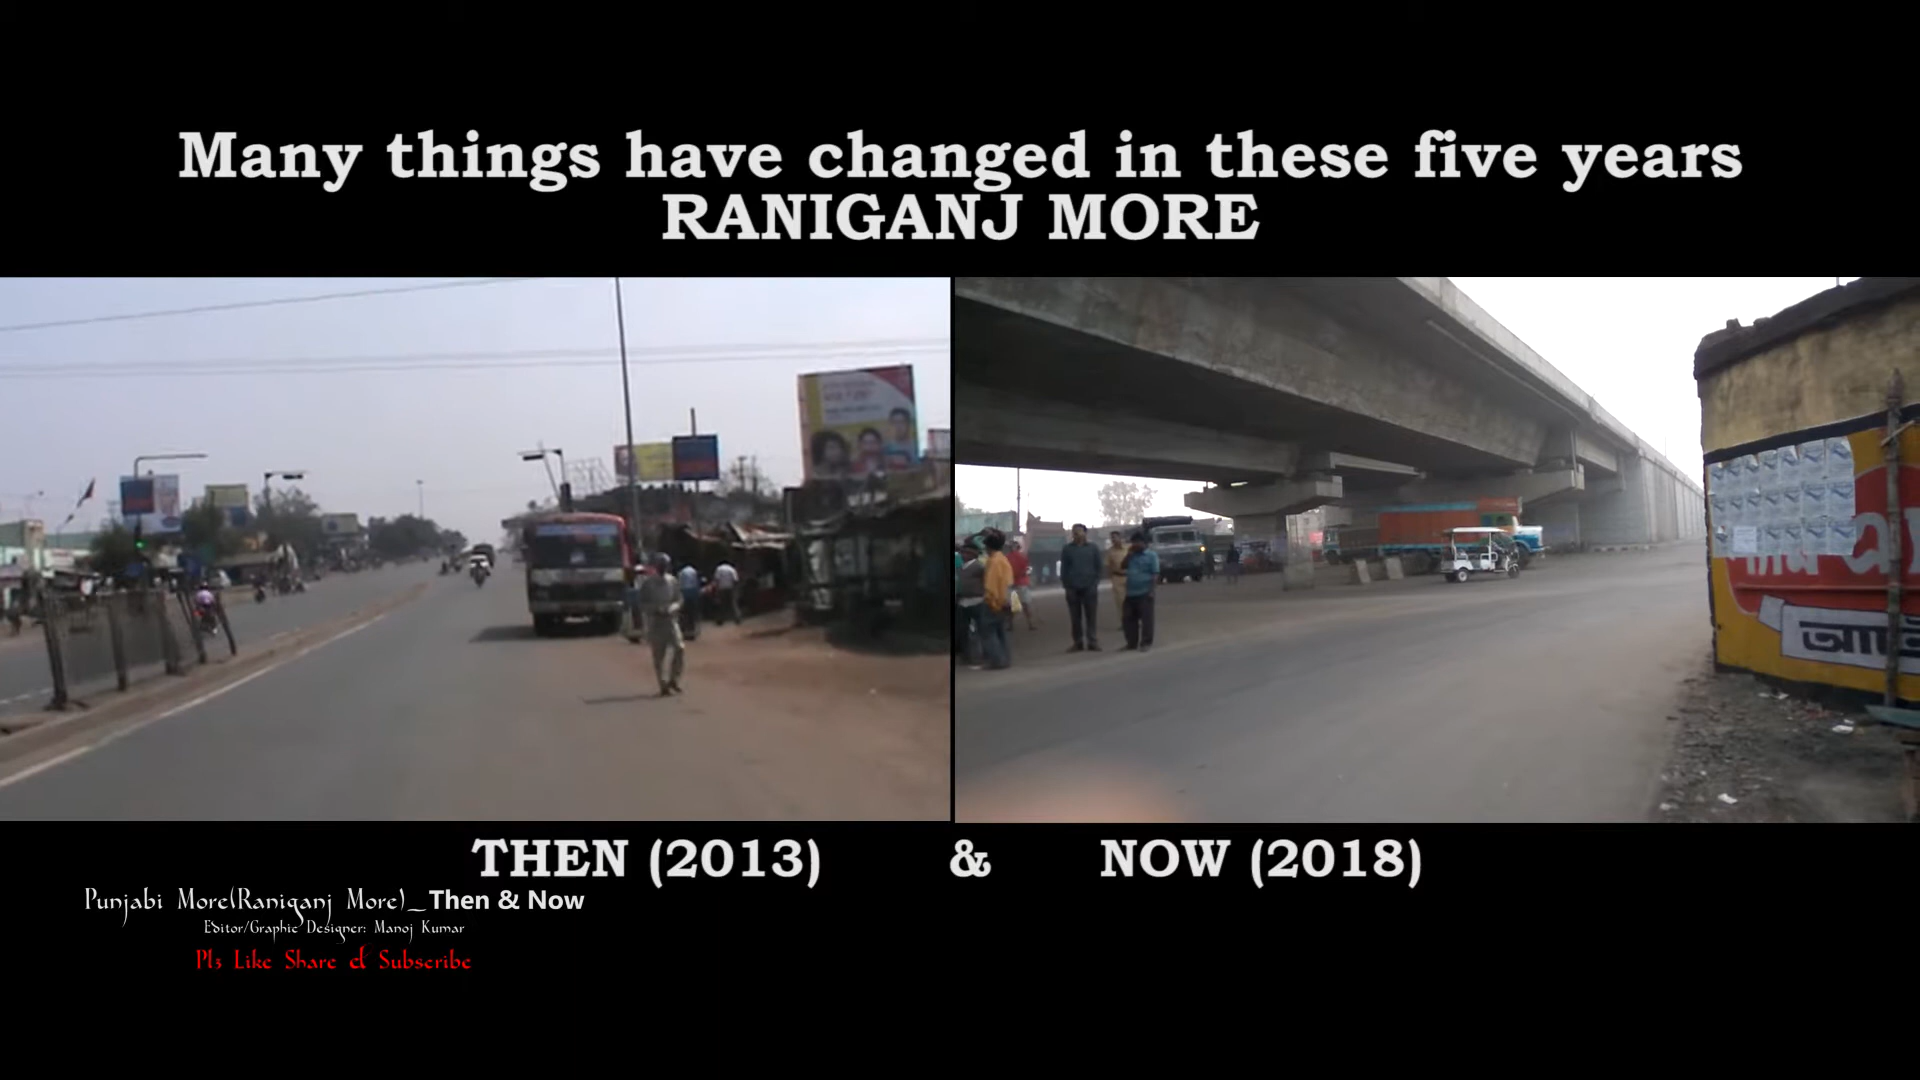 Many things have changed in these five years
RANIGANJ MORE
THEN (2013) & NOW (2018)
Punjabi More(Raniganj More)_Then & Now
Editor/Graphic Designer: Manoj Kumar
Plz Like Share & Subscribe